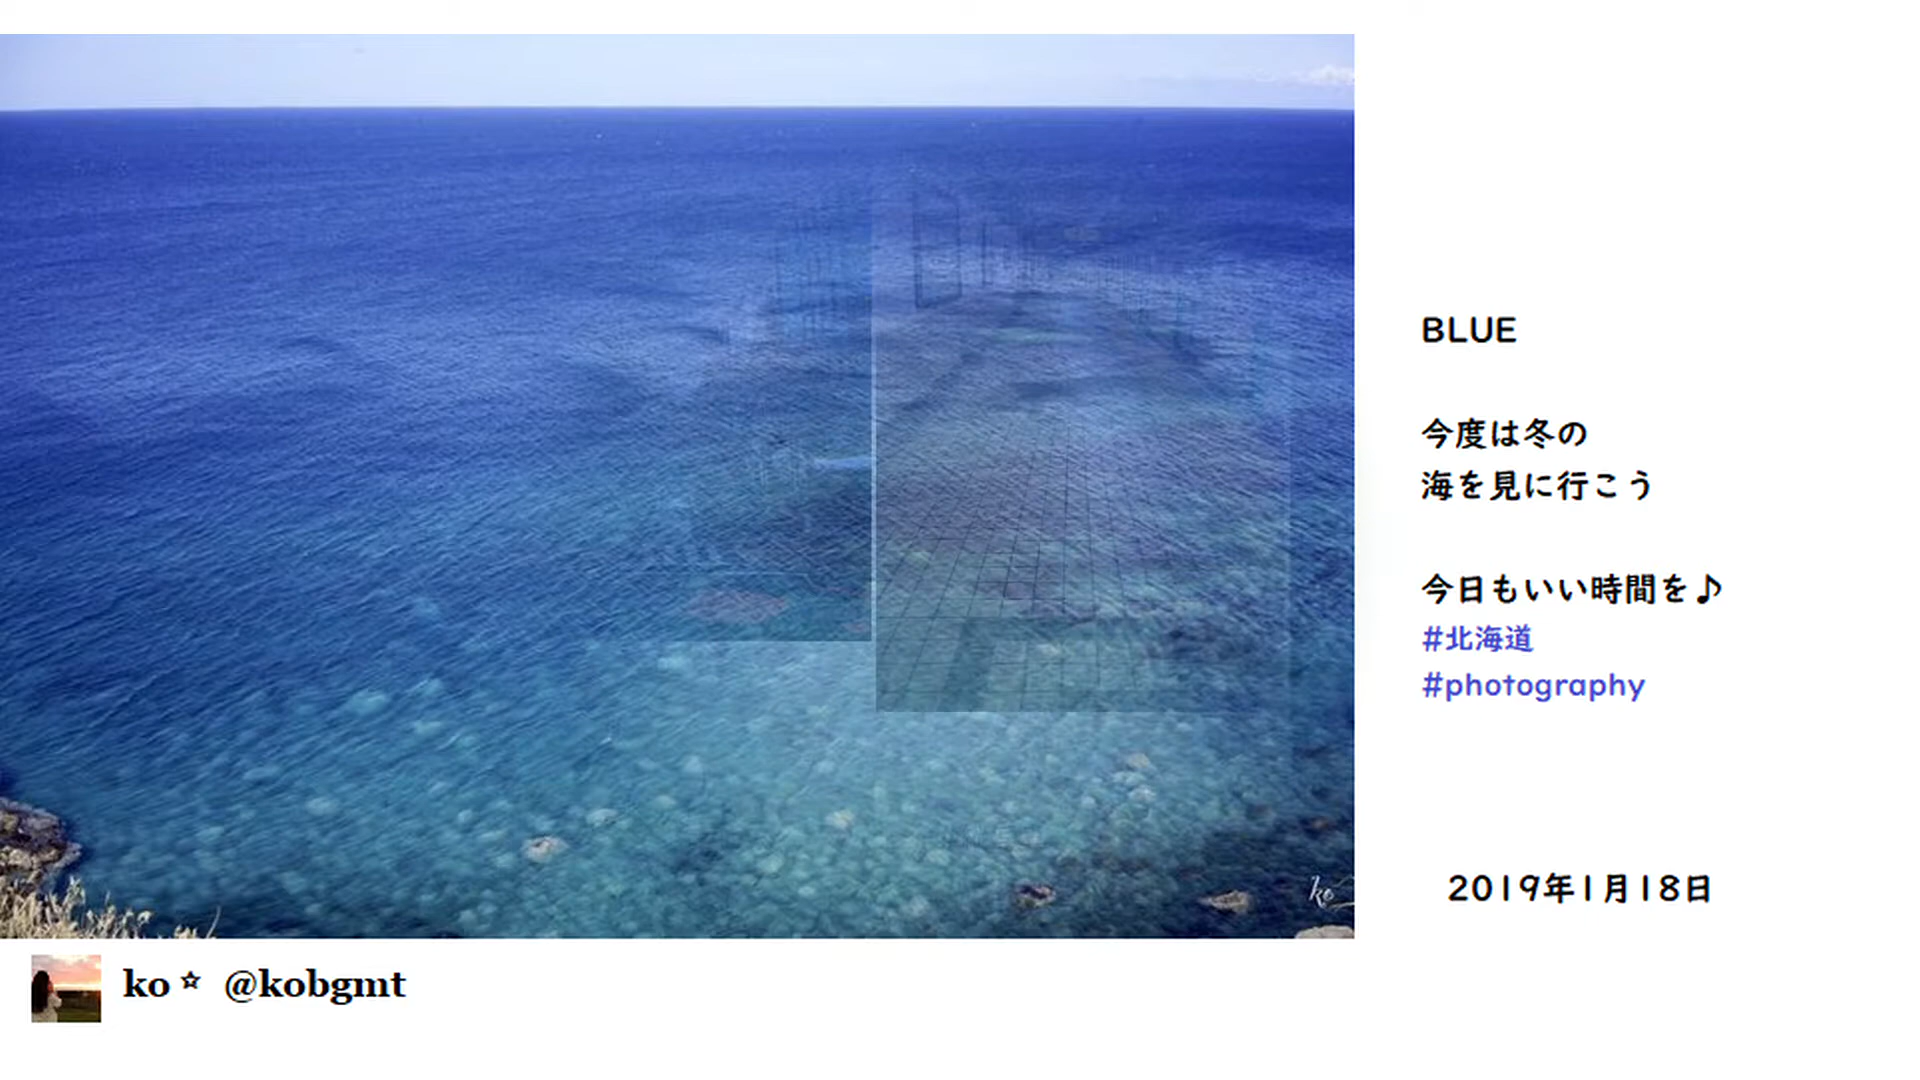 BLUE
今度は冬の
海を見に行こう
今日もいい時間を♪
#北海道
#photography
2019年1月18日
ko
ko☆ @kobgmt